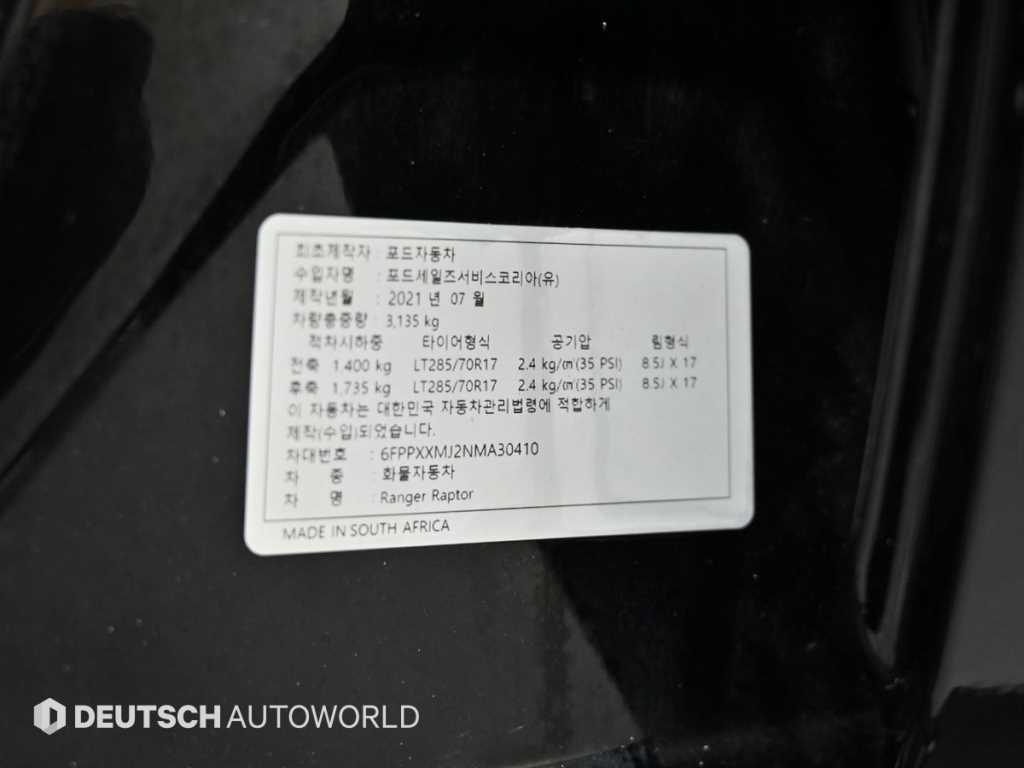 최초제작자 : 포드자동차
수입자명 : 포드세일즈서비스코리아(유)
제작년월 : 2021 년 07 월
차량총중량 : 3,135 kg
적차시하중 타이어형식 공기압 림형식
전축 1,400 kg LT285/70R17 2.4 kg/㎠(35 PSI) 8.5J X 17
후축 1,735 kg LT285/70R17 2.4 kg/㎠(35 PSI) 8.5J X 17
이 자동차는 대한민국 자동차관리법령에 적합하게
제작(수입)되었습니다.
차대번호 : 6FPPXXMJ2NMA30410
차 종 : 화물자동차
차 명 : Ranger Raptor
MADE IN SOUTH AFRICA
DEUTSCH AUTOWORLD